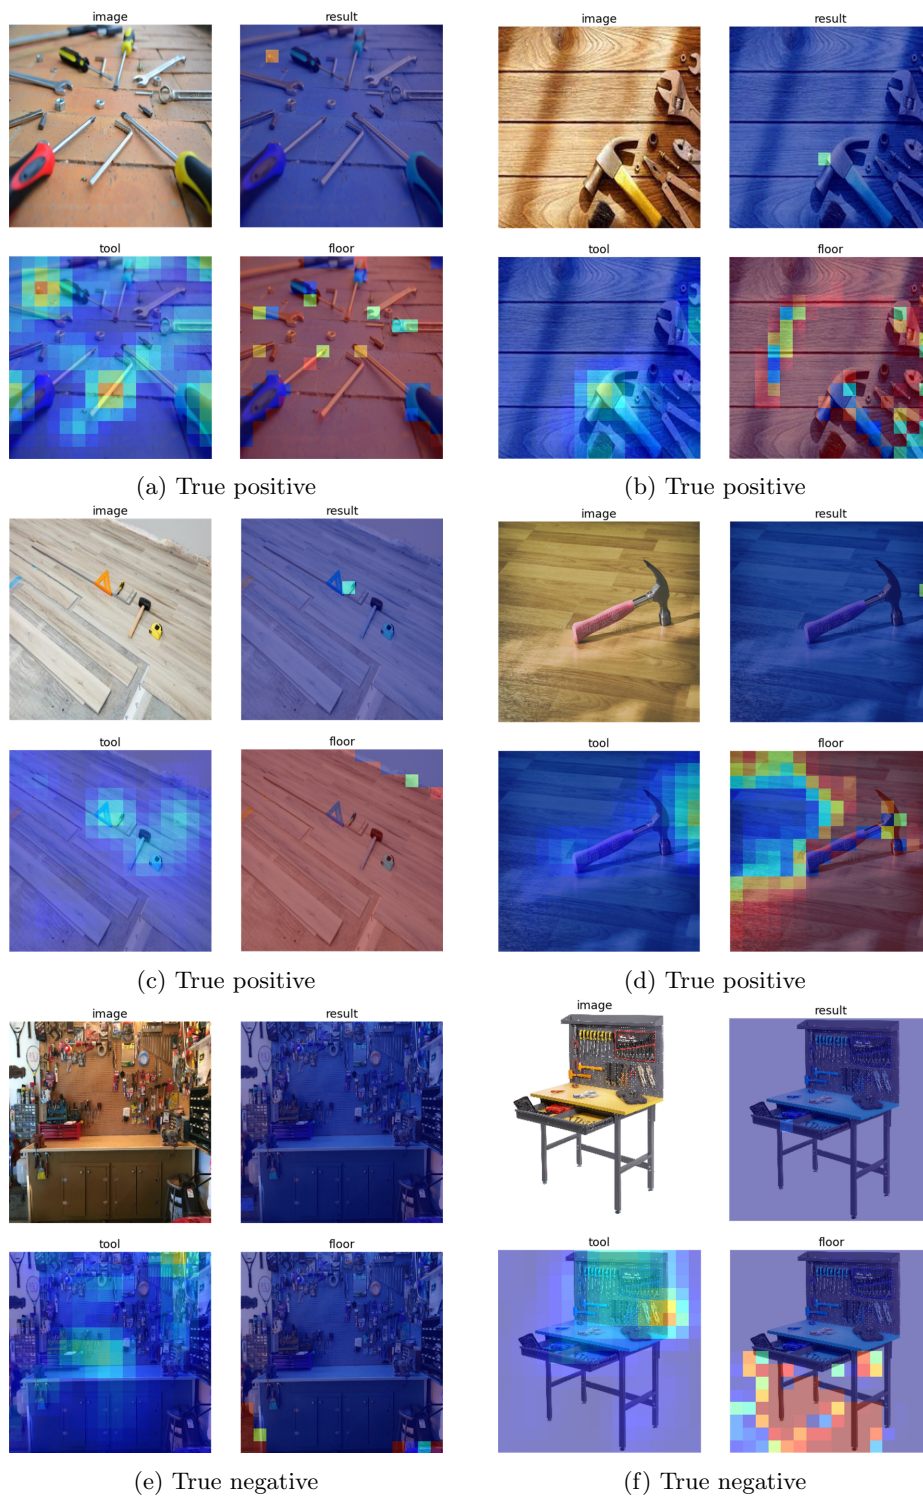 image result
tool floor
(a) True positive
image result
tool floor
(b) True positive
image result
tool floor
(c) True positive
image result
tool floor
(d) True positive
image result
tool floor
(e) True negative
image result
tool floor
(f) True negative